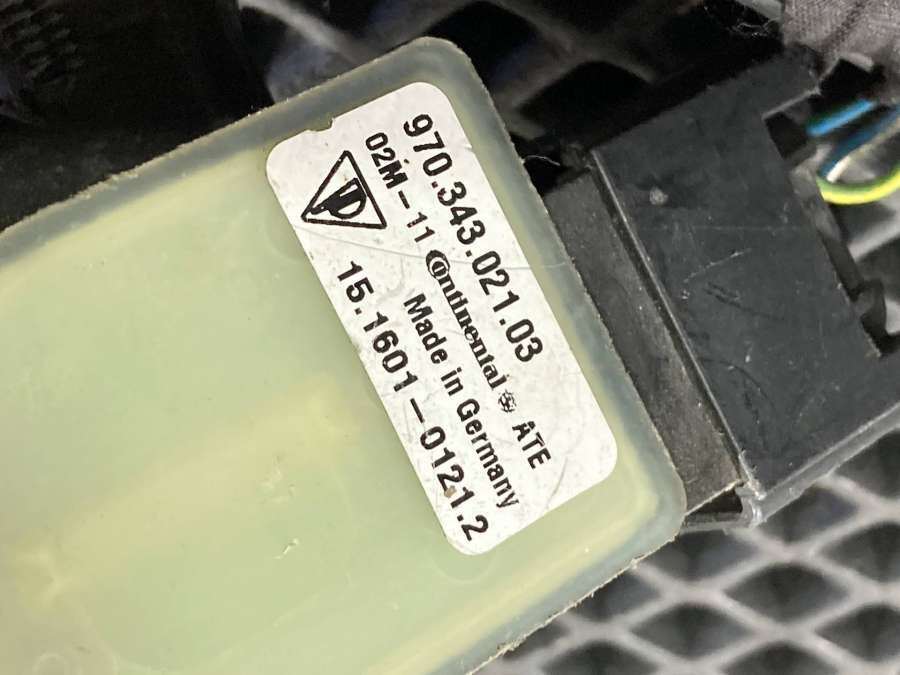 970.343.021.03
02M-11 Continental ATE
Made in Germany
15.1601-0121.2